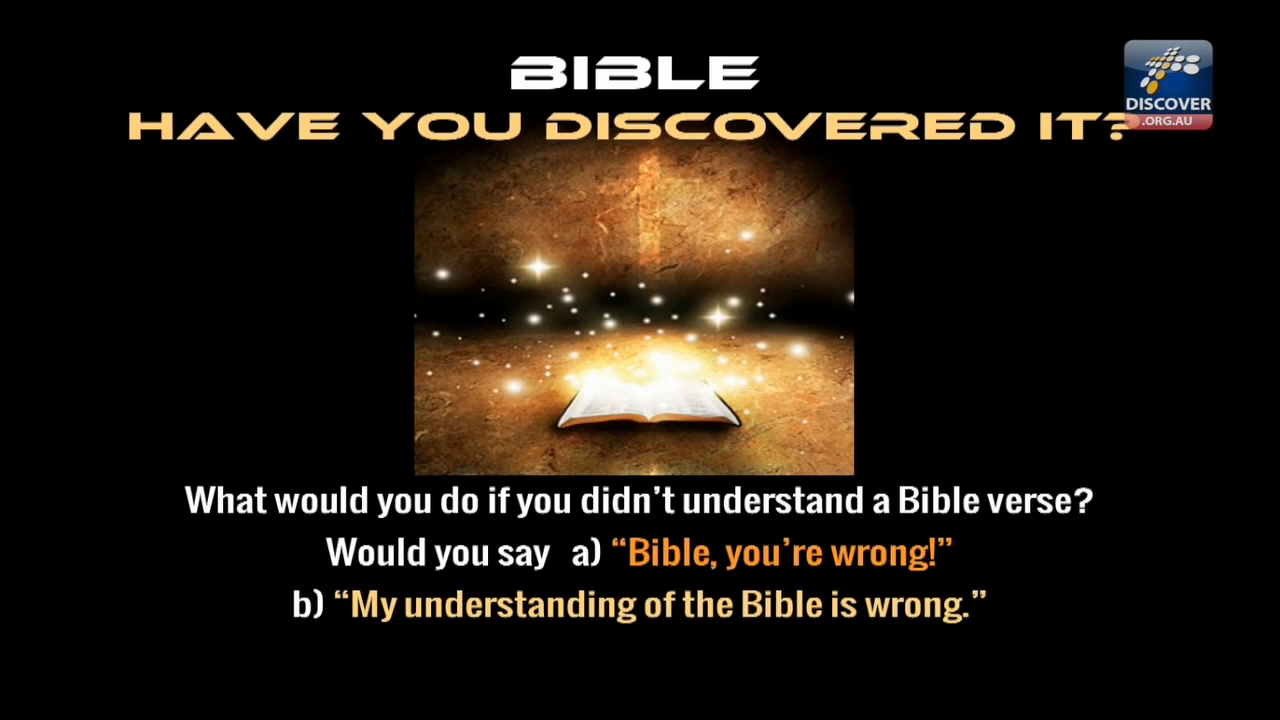 BIBLE
HAVE YOU DISCOVERED IT?
DISCOVER
.ORG.AU
What would you do if you didn’t understand a Bible verse?
Would you say a) “Bible, you’re wrong!”
b) “My understanding of the Bible is wrong.”